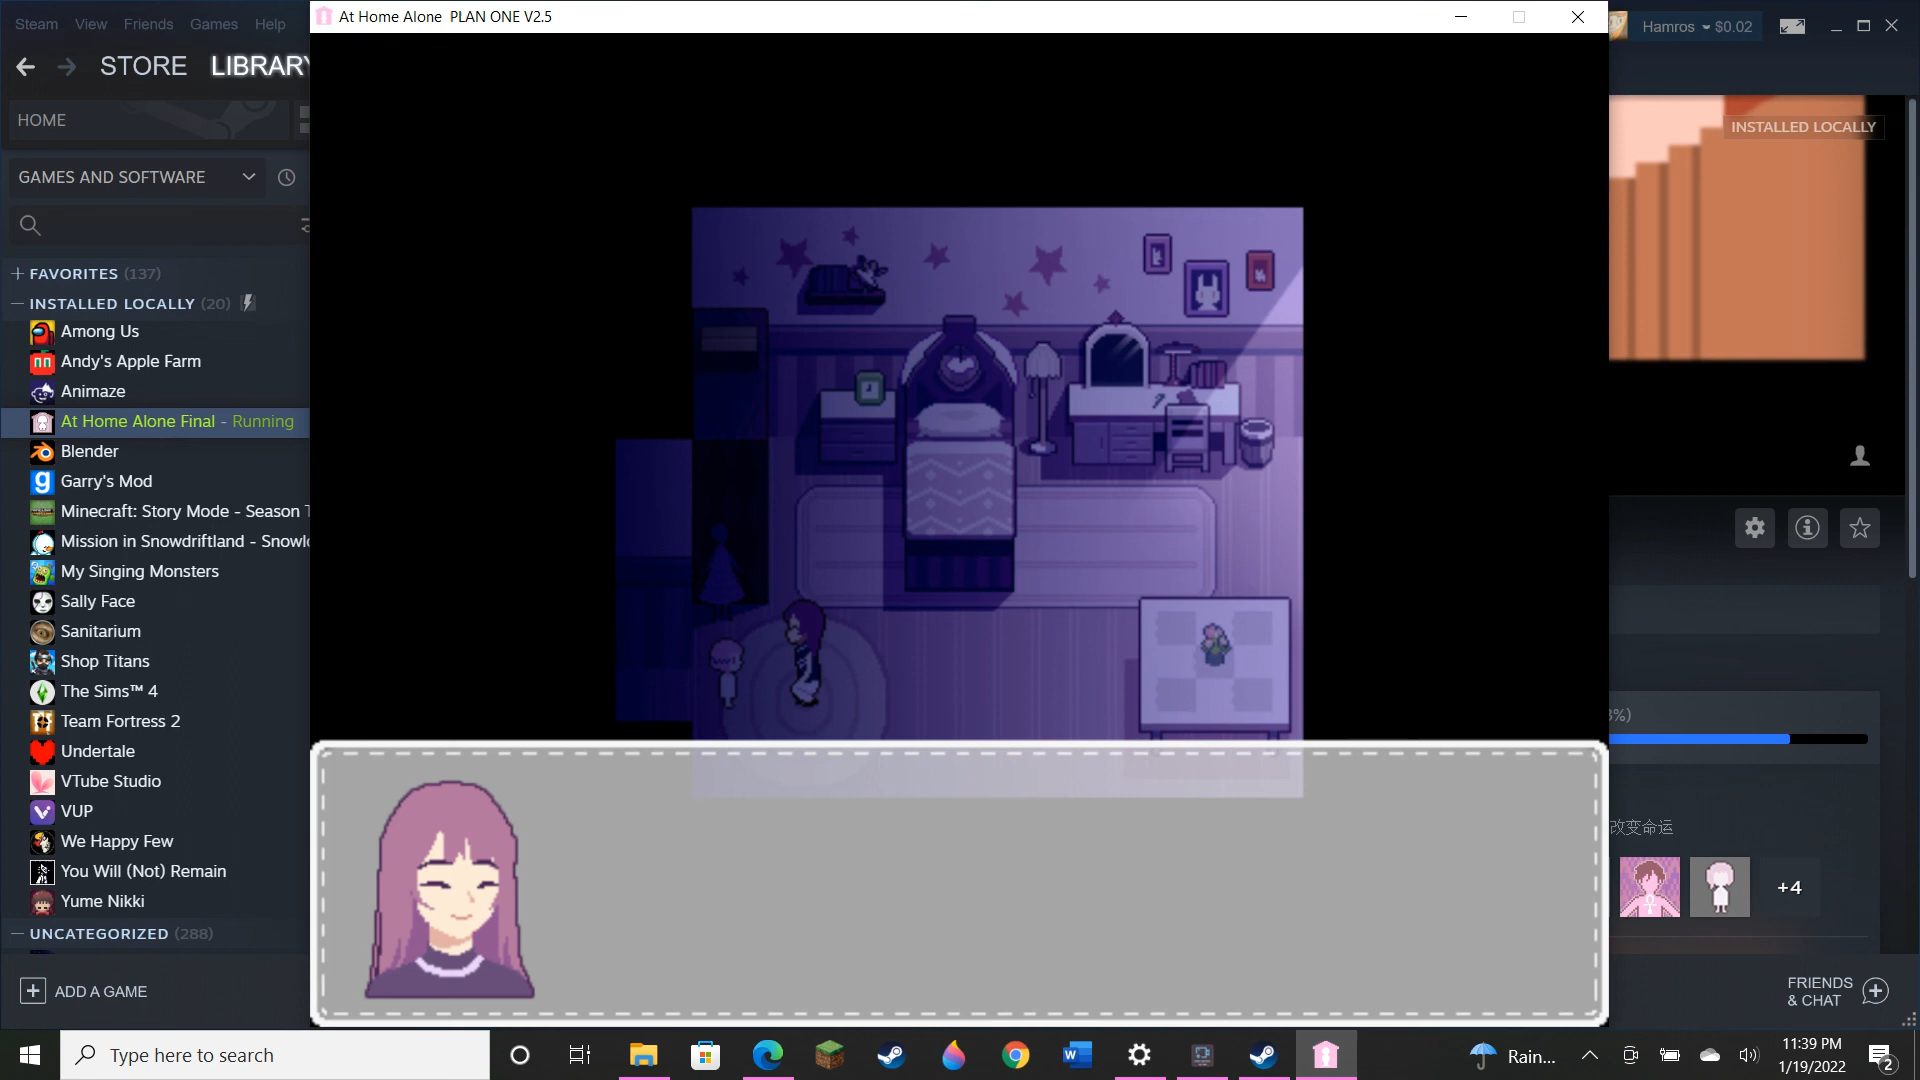 Steam View Friends Games Help
At Home Alone PLAN ONE V2.5
Hamros $0.02
STORE LIBRARY
HOME
INSTALLED LOCALLY
GAMES AND SOFTWARE
FAVORITES (137)
INSTALLED LOCALLY (20)
Among Us
Andy's Apple Farm
Animaze
At Home Alone Final - Running
Blender
Garry's Mod
Minecraft: Story Mode - Season
Mission in Snowdriftland - Snowl
My Singing Monsters
Sally Face
Sanitarium
Shop Titans
The Sims™ 4
Team Fortress 2
Undertale
VTube Studio
VUP
We Happy Few
You Will (Not) Remain
Yume Nikki
UNCATEGORIZED (288)
ADD A GAME
%)
改变命运
+4
FRIENDS
& CHAT
Type here to search
Rain...
11:39 PM
1/19/2022
2